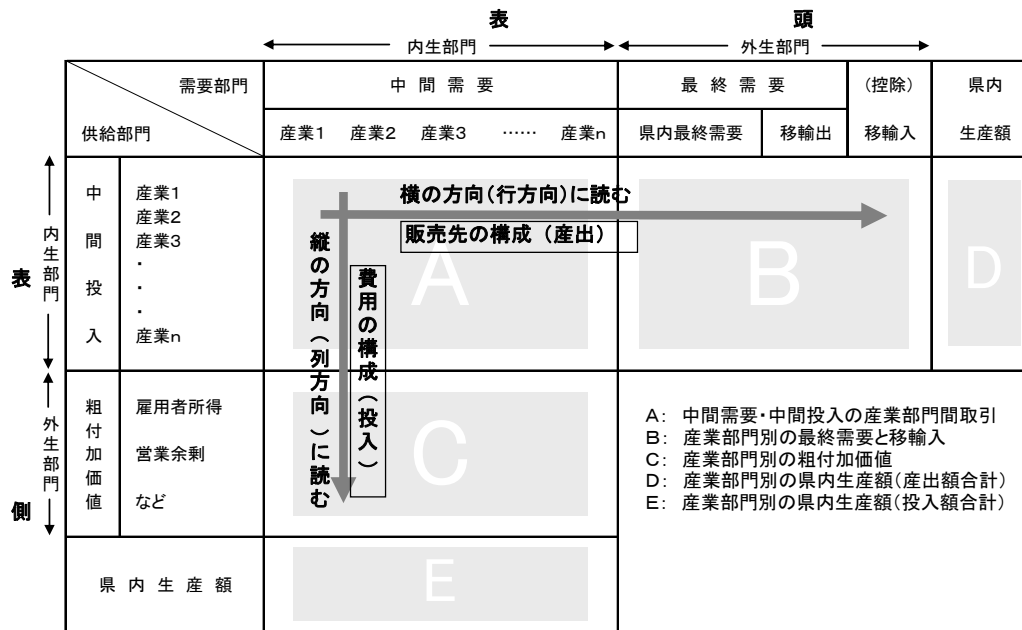 表 頭
内生部門 外生部門
需要部門 中間需要 最終需要 (控除) 県内
供給部門 産業1 産業2 産業3 …… 産業n 県内最終需要 移輸出 移輸入 生産額
表側
内生部門
中間投入
産業1
産業2
産業3
・
・
・
産業n
横の方向(行方向)に読む
販売先の構成(産出)
縦の方向(列方向)に読む
費用の構成(投入)
A
B
D
外生部門
粗付加価値
雇用者所得
営業余剰
など
C
A: 中間需要・中間投入の産業部門間取引
B: 産業部門別の最終需要と移輸入
C: 産業部門別の粗付加価値
D: 産業部門別の県内生産額(産出額合計)
E: 産業部門別の県内生産額(投入額合計)
県内生産額
E